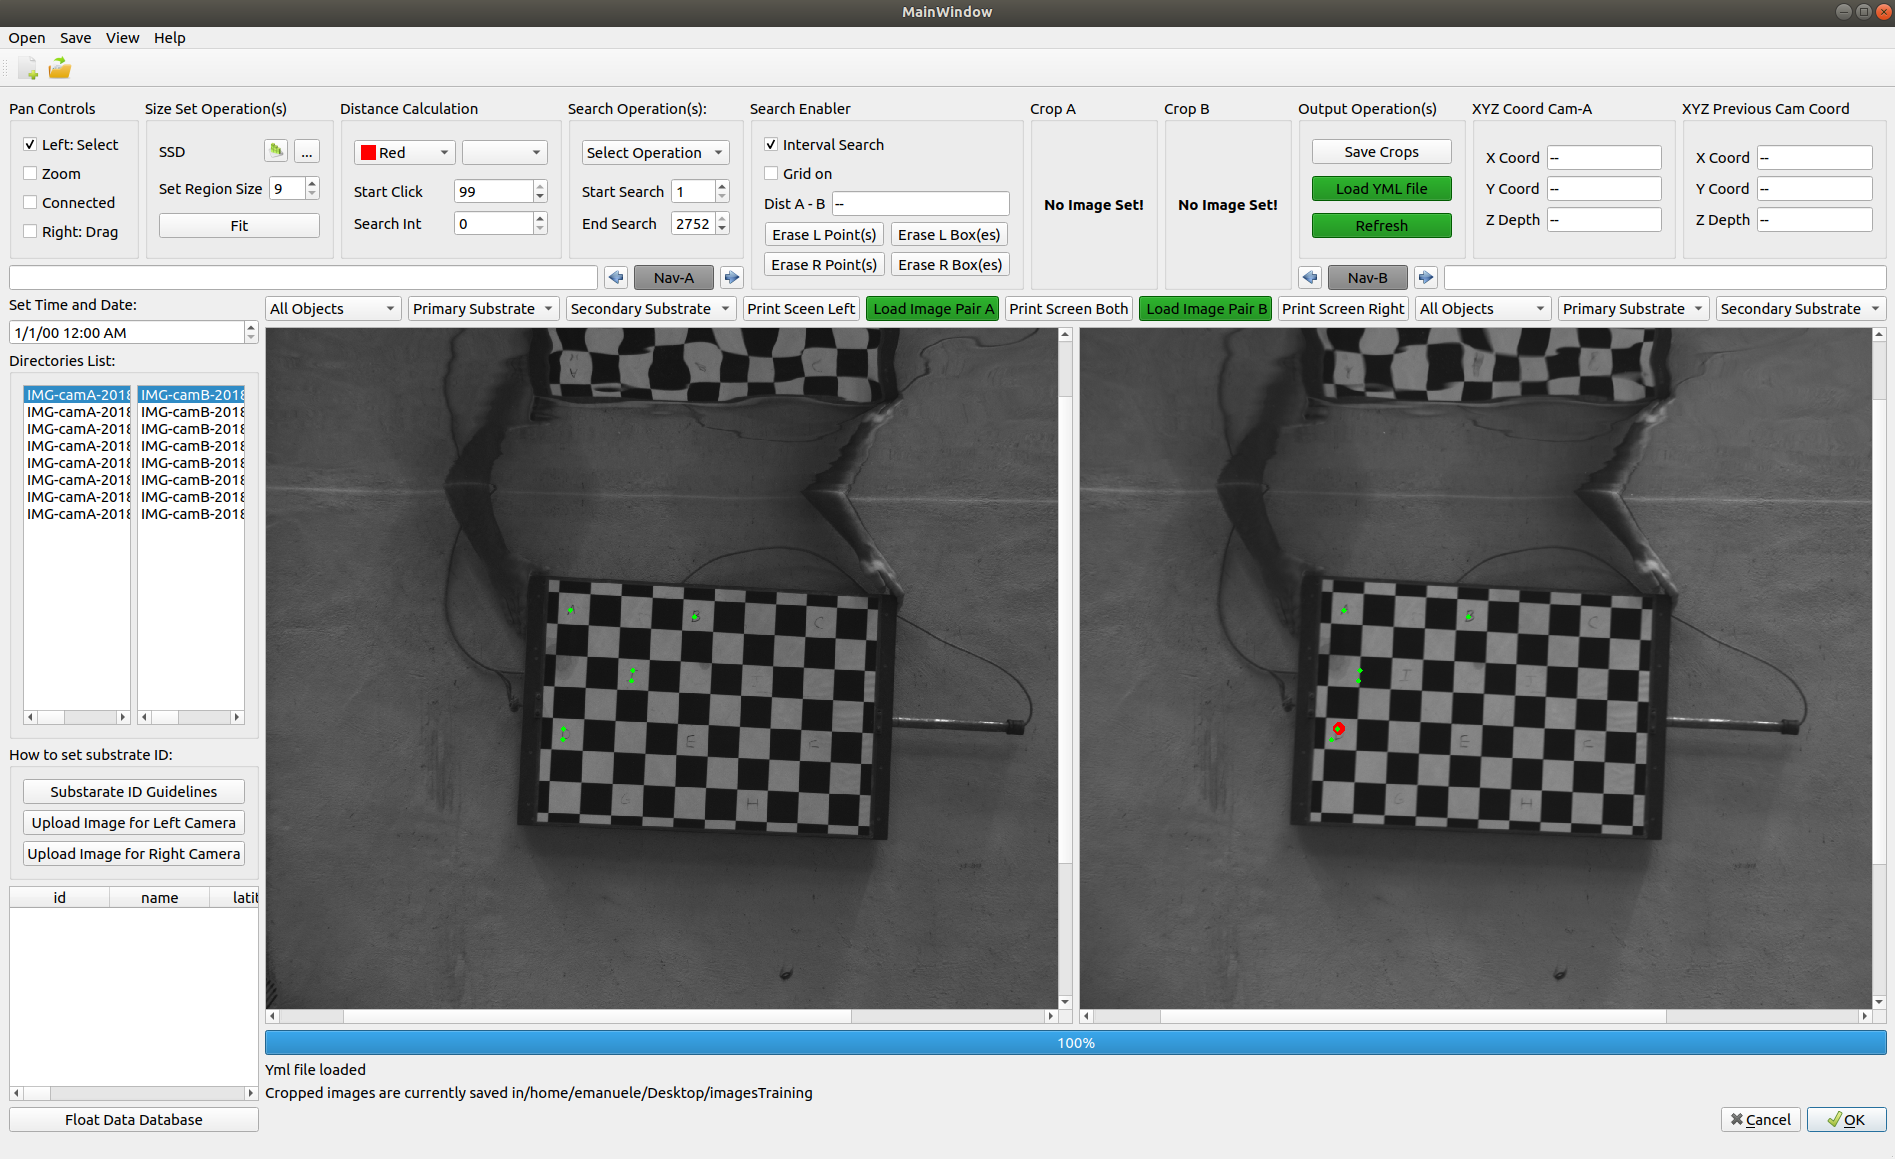 MainWindow
Open Save View Help
Pan Controls
Left: Select
Zoom
Connected
Right: Drag
Size Set Operation(s)
SSD
...
Set Region Size 9
Fit
Distance Calculation
Red
Start Click 99
Search Int 0
Search Operation(s):
Select Operation
Start Search 1
End Search 2752
Search Enabler
Interval Search
Grid on
Dist A - B --
Erase L Point(s) Erase L Box(es)
Erase R Point(s) Erase R Box(es)
Crop A
No Image Set!
Crop B
No Image Set!
Output Operation(s)
Save Crops
Load YML file
Refresh
XYZ Coord Cam-A
X Coord --
Y Coord --
Z Depth --
XYZ Previous Cam Coord
X Coord --
Y Coord --
Z Depth --
Nav-A
Nav-B
Set Time and Date:
1/1/00 12:00 AM
All Objects Primary Substrate Secondary Substrate Print Sceen Left Load Image Pair A Print Screen Both Load Image Pair B Print Screen Right All Objects Primary Substrate Secondary Substrate
Directories List:
IMG-camA-2018 IMG-camB-2018
IMG-camA-2018 IMG-camB-2018
IMG-camA-2018 IMG-camB-2018
IMG-camA-2018 IMG-camB-2018
IMG-camA-2018 IMG-camB-2018
IMG-camA-2018 IMG-camB-2018
IMG-camA-2018 IMG-camB-2018
IMG-camA-2018 IMG-camB-2018
How to set substrate ID:
Substarate ID Guidelines
Upload Image for Left Camera
Upload Image for Right Camera
id name latit
Float Data Database
C
E
G H
C
I
E
G H
100%
Yml file loaded
Cropped images are currently saved in/home/emanuele/Desktop/imagesTraining
Cancel OK